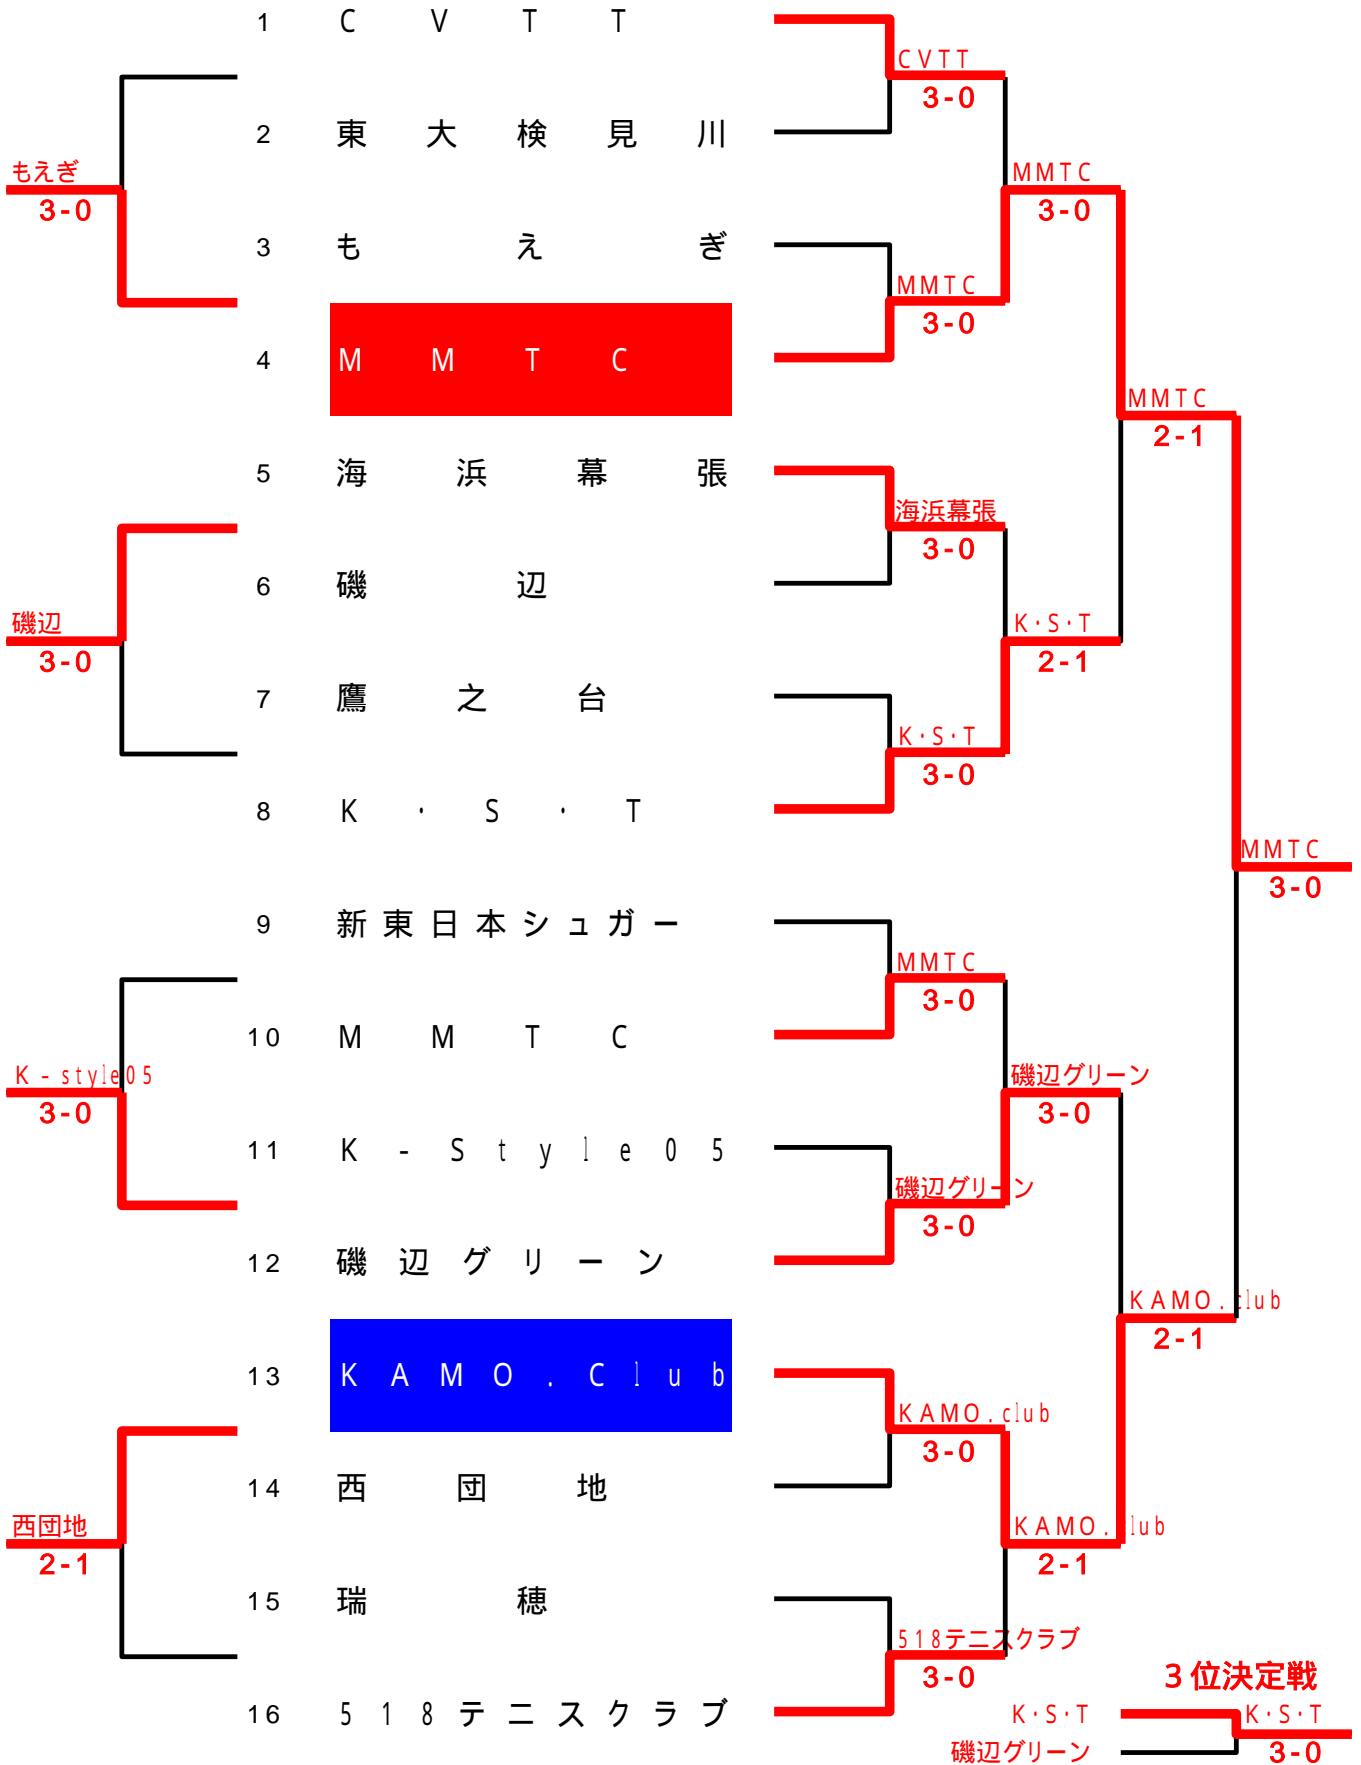 1 CVTT
CVTT
3-0
2 東大検見川
もえぎ
3-0
MMTC
3-0
3 もえぎ
MMTC
3-0
4 MMTC
MMTC
2-1
5 海浜幕張
海浜幕張
3-0
6 磯辺
磯辺
3-0
K・S・T
2-1
7 鷹之台
K・S・T
3-0
8 K・S・T
MMTC
3-0
9 新東日本シュガー
MMTC
3-0
10 MMTC
K-style05
3-0
磯辺グリーン
3-0
11 K-Style05
磯辺グリーン
3-0
12 磯辺グリーン
KAMO.club
2-1
13 KAMO.Club
KAMO.club
3-0
14 西団地
西団地
2-1
KAMO.club
2-1
15 瑞穂
518テニスクラブ
3-0
16 518テニスクラブ
3位決定戦
K・S・T
K・S・T
磯辺グリーン
3-0